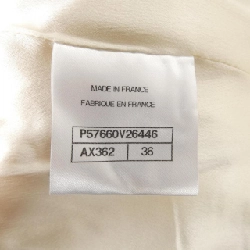 MADE IN FRANCE
FABRIQUE EN FRANCE
P57660V26446
AX362 38